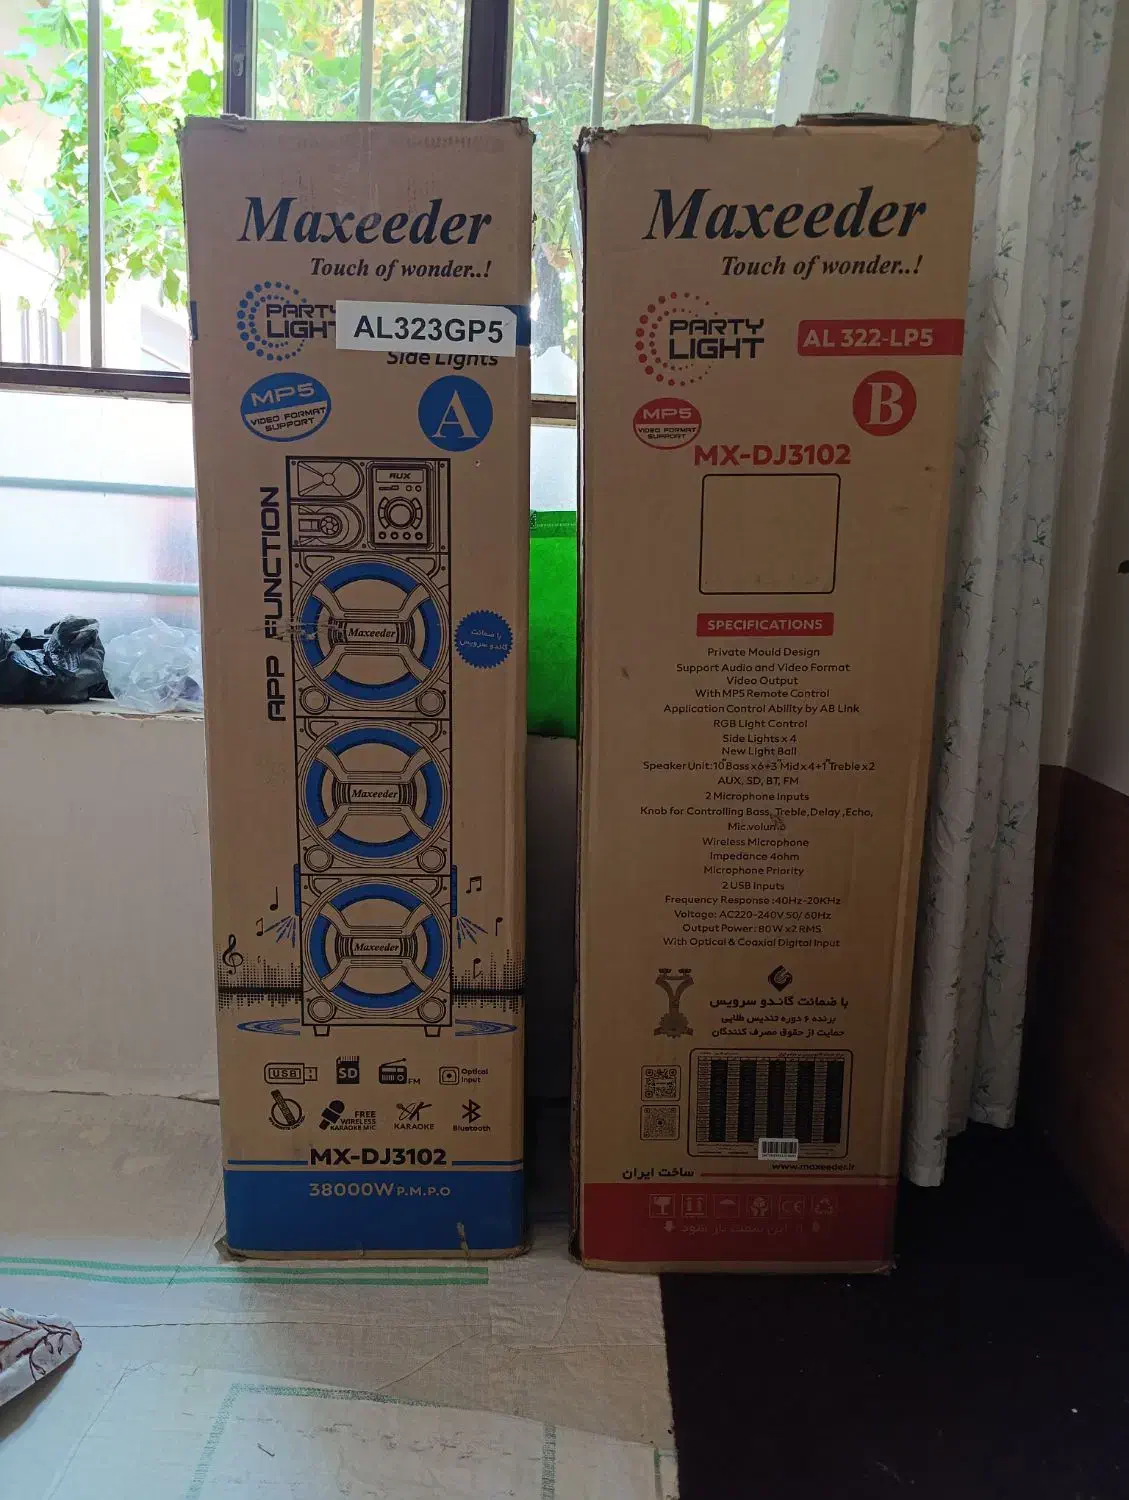 Maxeeder
Touch of wonder..!
PARTY
LIGHT
AL323GP5
Side Lights
MP5
VIDEO FORMAT
SUPPORT
A
APP FUNCTION
AUX
Maxeeder
با ضمانت
گاندو سرویس
Maxeeder
Maxeeder
USB
SD
FM
Optical
Input
FREE
WIRELESS
KARAOKE MIC
KARAOKE
Bluetooth
MX-DJ3102
38000W P.M.P.O
Maxeeder
Touch of wonder..!
PARTY
LIGHT
AL 322-LP5
MP5
VIDEO FORMAT
SUPPORT
B
MX-DJ3102
SPECIFICATIONS
Private Mould Design
Support Audio and Video Format
Video Output
With MP5 Remote Control
Application Control Ability by AB Link
RGB Light Control
Side Lights x 4
New Light Ball
Speaker Unit:10"Bass x6+3"Mid x4+1"Treble x2
AUX, SD, BT, FM
2 Microphone Inputs
Knob for Controlling Bass, Treble,Delay ,Echo,
Mic.volume
Wireless Microphone
Impedance 4ohm
Microphone Priority
2 USB Inputs
Frequency Response :40Hz-20KHz
Voltage: AC220-240V 50/ 60Hz
Output Power: 80W x2 RMS
With Optical & Coaxial Digital Input
با ضمانت گاندو سرویس
برنده ۶ دوره تندیس طلایی
حمایت از حقوق مصرف کنندگان
www.maxeeder.ir
ساخت ایران
CE
از این سمت باز شود